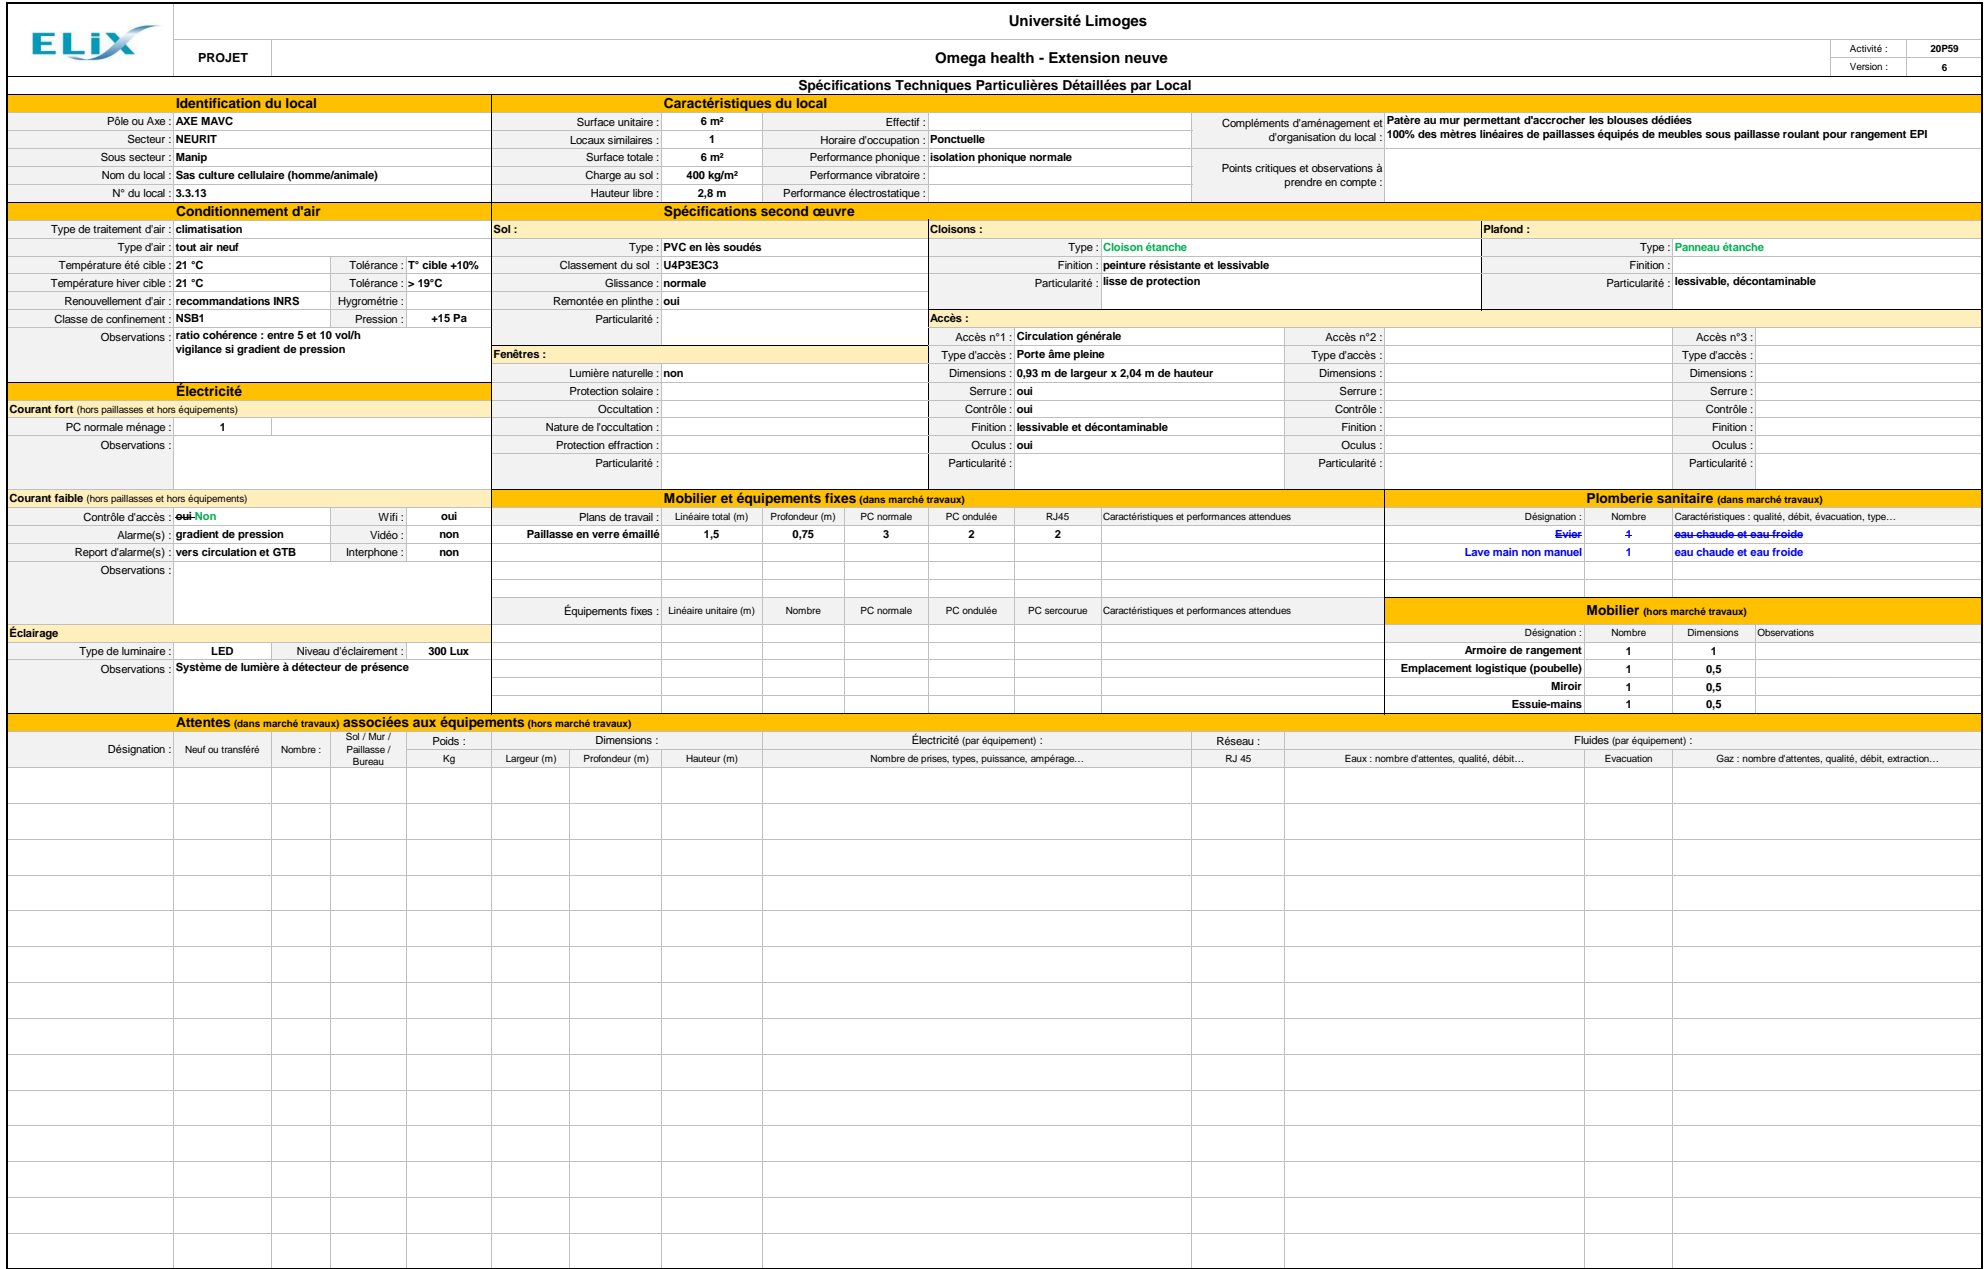 ELiX
Université Limoges
PROJET
Omega health - Extension neuve
Activité : 20P59
Version : 6
Spécifications Techniques Particulières Détaillées par Local
Identification du local
Pôle ou Axe : AXE MAVC
Secteur : NEURIT
Sous secteur : Manip
Nom du local : Sas culture cellulaire (homme/animale)
N° du local : 3.3.13
Caractéristiques du local
Surface unitaire : 6 m² Effectif :
Locaux similaires : 1 Horaire d'occupation : Ponctuelle
Surface totale : 6 m² Performance phonique : isolation phonique normale
Charge au sol : 400 kg/m² Performance vibratoire :
Hauteur libre : 2,8 m Performance électrostatique :
Compléments d'aménagement et d'organisation du local :
Patère au mur permettant d'accrocher les blouses dédiées
100% des mètres linéaires de paillasses équipés de meubles sous paillasse roulant pour rangement EPI
Points critiques et observations à prendre en compte :
Conditionnement d'air
Type de traitement d'air : climatisation
Type d'air : tout air neuf
Température été cible : 21 °C Tolérance : T° cible +10%
Température hiver cible : 21 °C Tolérance : > 19°C
Renouvellement d'air : recommandations INRS Hygrométrie :
Classe de confinement : NSB1 Pression : +15 Pa
Observations : ratio cohérence : entre 5 et 10 vol/h
vigilance si gradient de pression
Spécifications second œuvre
Sol :
Type : PVC en lès soudés
Classement du sol : U4P3E3C3
Glissance : normale
Remontée en plinthe : oui
Particularité :
Cloisons :
Type : Cloison étanche
Finition : peinture résistante et lessivable
Particularité : lisse de protection
Plafond :
Type : Panneau étanche
Finition :
Particularité : lessivable, décontaminable
Fenêtres :
Lumière naturelle : non
Protection solaire :
Occultation :
Nature de l'occultation :
Protection effraction :
Particularité :
Accès :
Accès n°1 : Circulation générale Accès n°2 : Accès n°3 :
Type d'accès : Porte âme pleine Type d'accès : Type d'accès :
Dimensions : 0,93 m de largeur x 2,04 m de hauteur Dimensions : Dimensions :
Serrure : oui Serrure : Serrure :
Contrôle : oui Contrôle : Contrôle :
Finition : lessivable et décontaminable Finition : Finition :
Oculus : oui Oculus : Oculus :
Particularité : Particularité : Particularité :
Électricité
Courant fort (hors paillasses et hors équipements)
PC normale ménage : 1
Observations :
Courant faible (hors paillasses et hors équipements)
Contrôle d'accès : oui Non Wifi : oui
Alarme(s) : gradient de pression Vidéo : non
Report d'alarme(s) : vers circulation et GTB Interphone : non
Observations :
Éclairage
Type de luminaire : LED Niveau d'éclairement : 300 Lux
Observations : Système de lumière à détecteur de présence
Mobilier et équipements fixes (dans marché travaux)
Plans de travail : Linéaire total (m) Profondeur (m) PC normale PC ondulée RJ45 Caractéristiques et performances attendues
Paillasse en verre émaillé 1,5 0,75 3 2 2
Équipements fixes : Linéaire unitaire (m) Nombre PC normale PC ondulée PC sercourue Caractéristiques et performances attendues
Plomberie sanitaire (dans marché travaux)
Désignation : Nombre Caractéristiques : qualité, débit, évacuation, type…
Evier 1 eau chaude et eau froide
Lave main non manuel 1 eau chaude et eau froide
Mobilier (hors marché travaux)
Désignation : Nombre Dimensions Observations
Armoire de rangement 1 1
Emplacement logistique (poubelle) 1 0,5
Miroir 1 0,5
Essuie-mains 1 0,5
Attentes (dans marché travaux) associées aux équipements (hors marché travaux)
Désignation : Neuf ou transféré Nombre : Sol / Mur / Paillasse / Bureau Poids : Dimensions : Électricité (par équipement) : Réseau : Fluides (par équipement) :
Kg Largeur (m) Profondeur (m) Hauteur (m) Nombre de prises, types, puissance, ampérage… RJ 45 Eaux : nombre d'attentes, qualité, débit… Evacuation Gaz : nombre d'attentes, qualité, débit, extraction…